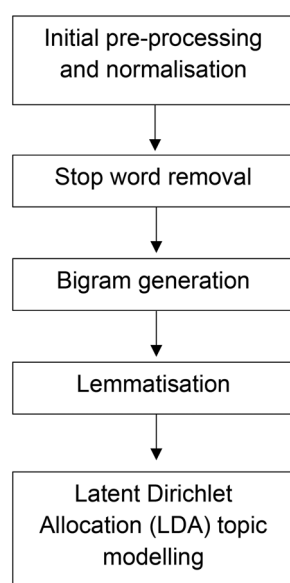 Initial pre-processing
and normalisation
Stop word removal
Bigram generation
Lemmatisation
Latent Dirichlet
Allocation (LDA) topic
modelling